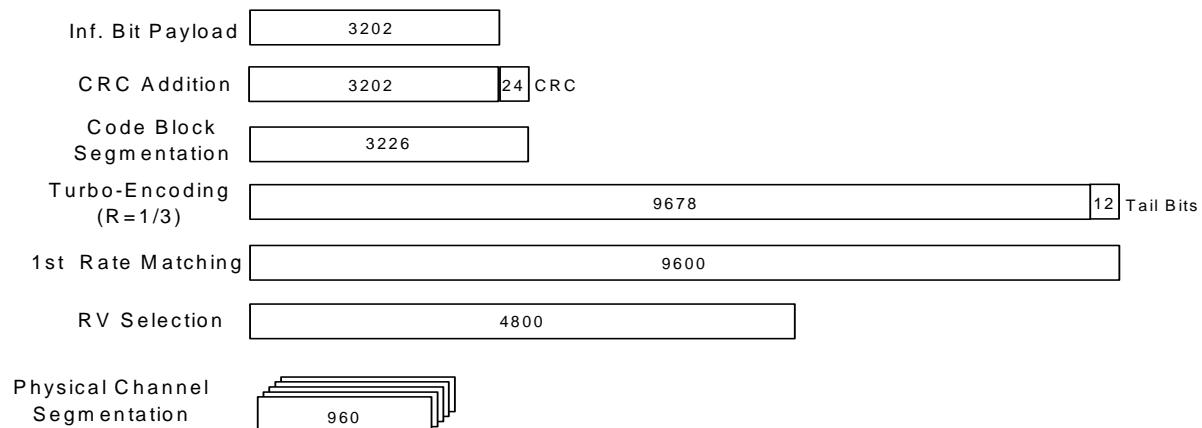 Inf. Bit Payload
3202
CRC Addition
3202
24
CRC
Code Block
Segmentation
3226
Turbo-Encoding
(R=1/3)
9678
12
Tail Bits
1st Rate Matching
9600
RV Selection
4800
Physical Channel
Segmentation
960